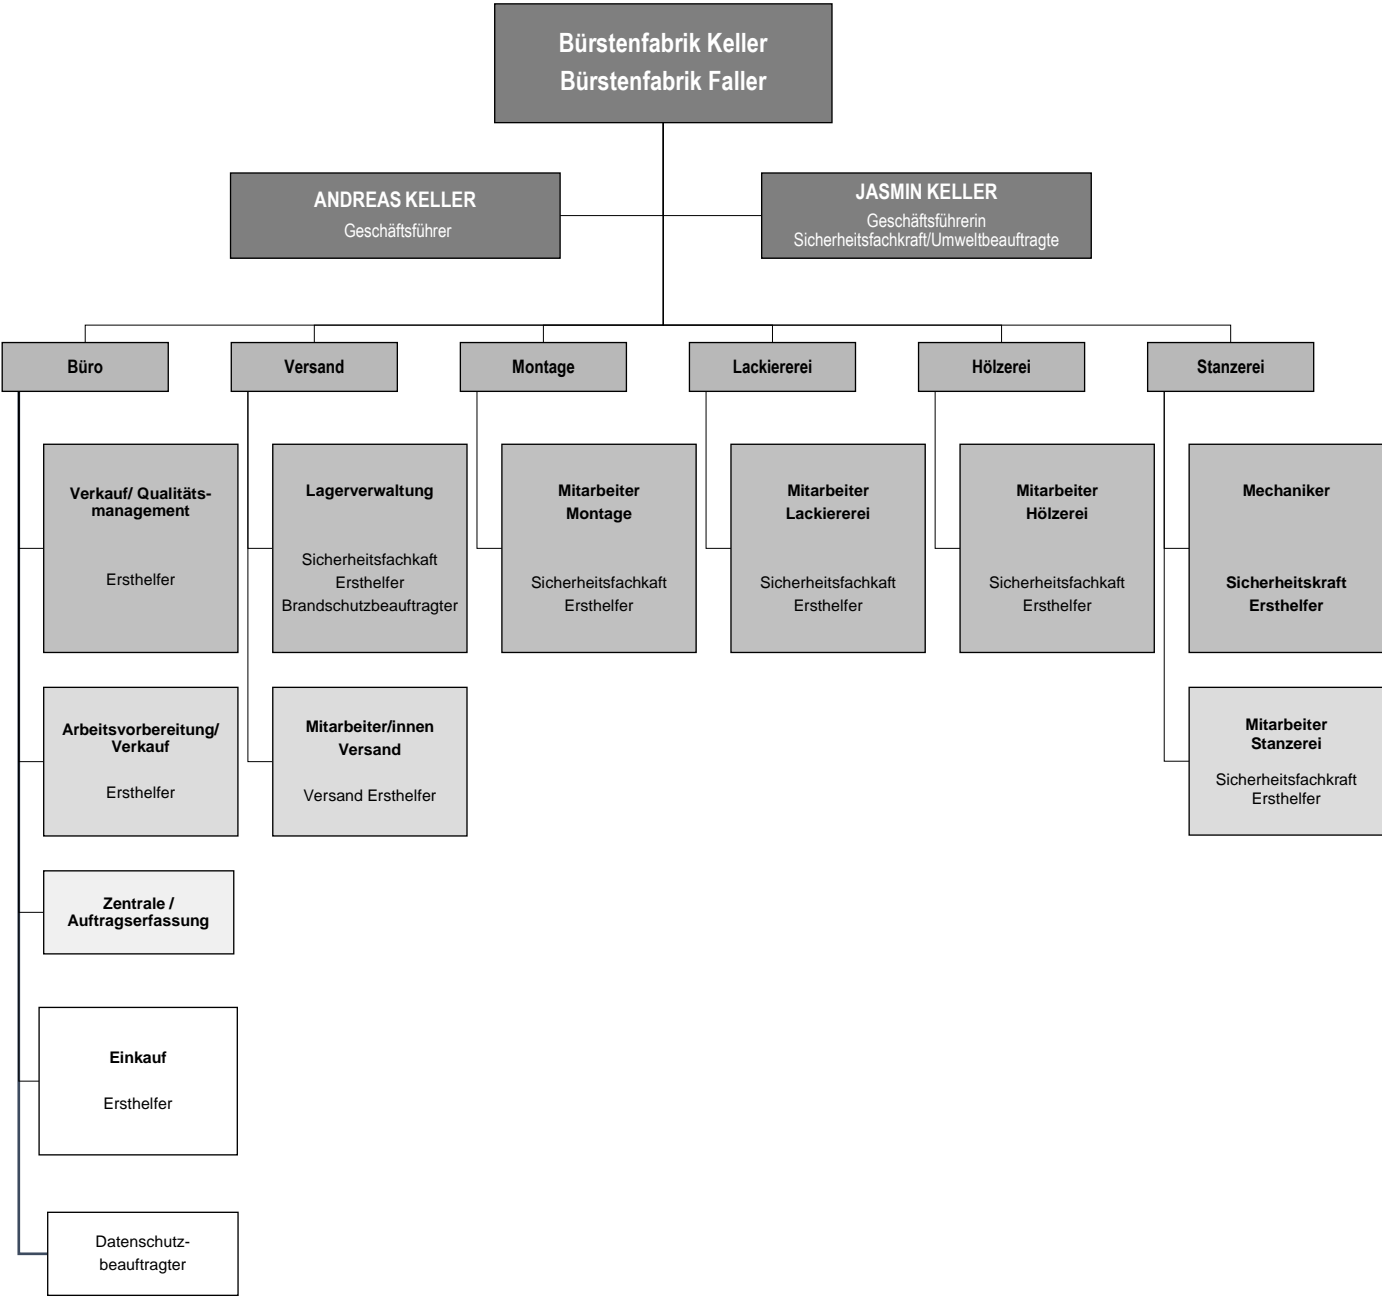 Bürstenfabrik Keller
Bürstenfabrik Faller
ANDREAS KELLER
Geschäftsführer
JASMIN KELLER
Geschäftsführerin
Sicherheitsfachkraft/Umweltbeauftragte
Büro
Versand
Montage
Lackiererei
Hölzerei
Stanzerei
Verkauf/ Qualitäts-
management
Ersthelfer
Lagerverwaltung
Sicherheitsfachkaft
Ersthelfer
Brandschutzbeauftragter
Mitarbeiter
Montage
Sicherheitsfachkaft
Ersthelfer
Mitarbeiter
Lackiererei
Sicherheitsfachkaft
Ersthelfer
Mitarbeiter
Hölzerei
Sicherheitsfachkaft
Ersthelfer
Mechaniker
Sicherheitskraft
Ersthelfer
Arbeitsvorbereitung/
Verkauf
Ersthelfer
Mitarbeiter/innen
Versand
Versand Ersthelfer
Mitarbeiter
Stanzerei
Sicherheitsfachkraft
Ersthelfer
Zentrale /
Auftragserfassung
Einkauf
Ersthelfer
Datenschutz-
beauftragter